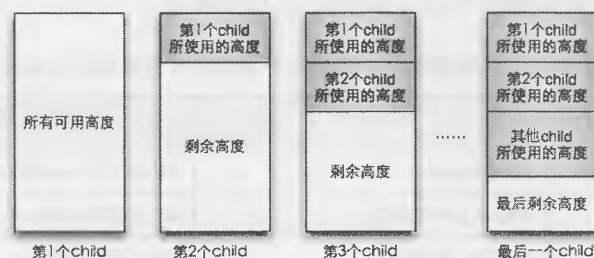 所有可用高度
第1个child
第1个child
所使用的高度
剩余高度
第2个child
第1个child
所使用的高度
第2个child
所使用的高度
剩余高度
第3个child
……
第1个child
所使用的高度
第2个child
所使用的高度
其他child
所使用的高度
最后剩余高度
最后一个child